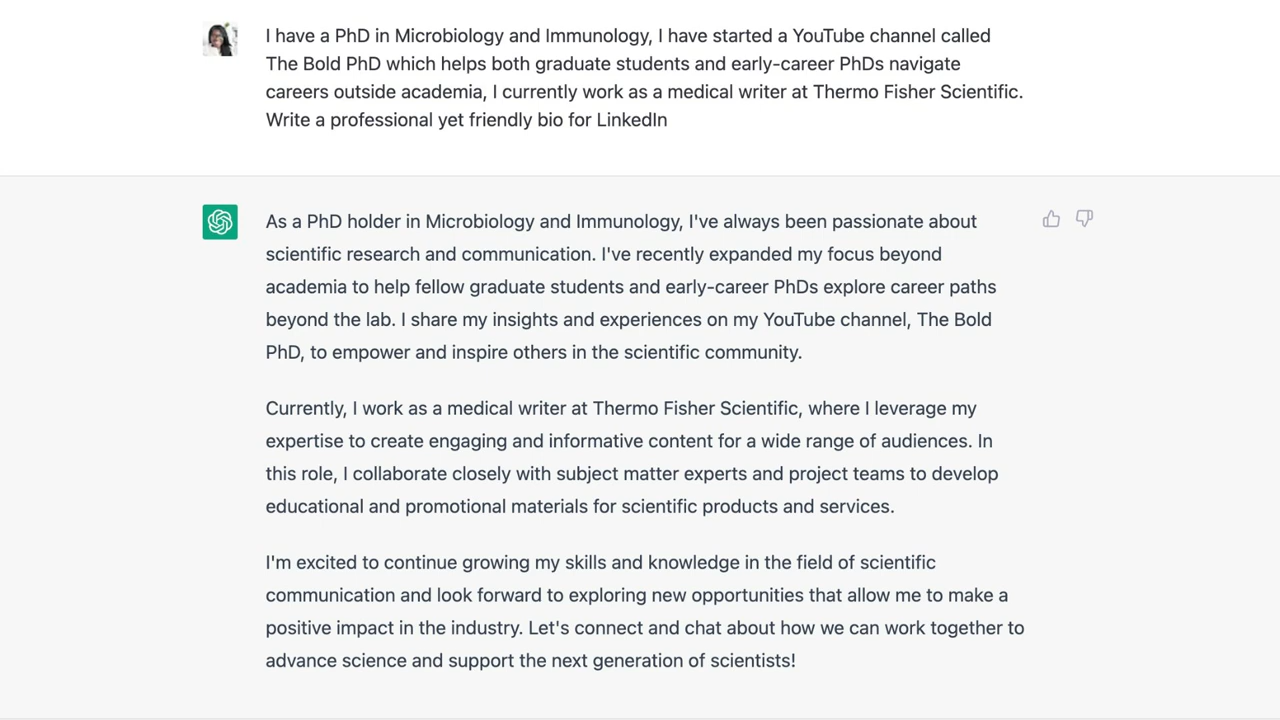 I have a PhD in Microbiology and Immunology, I have started a YouTube channel called
The Bold PhD which helps both graduate students and early-career PhDs navigate
careers outside academia, I currently work as a medical writer at Thermo Fisher Scientific.
Write a professional yet friendly bio for LinkedIn
As a PhD holder in Microbiology and Immunology, I've always been passionate about
scientific research and communication. I've recently expanded my focus beyond
academia to help fellow graduate students and early-career PhDs explore career paths
beyond the lab. I share my insights and experiences on my YouTube channel, The Bold
PhD, to empower and inspire others in the scientific community.
Currently, I work as a medical writer at Thermo Fisher Scientific, where I leverage my
expertise to create engaging and informative content for a wide range of audiences. In
this role, I collaborate closely with subject matter experts and project teams to develop
educational and promotional materials for scientific products and services.
I'm excited to continue growing my skills and knowledge in the field of scientific
communication and look forward to exploring new opportunities that allow me to make a
positive impact in the industry. Let's connect and chat about how we can work together to
advance science and support the next generation of scientists!